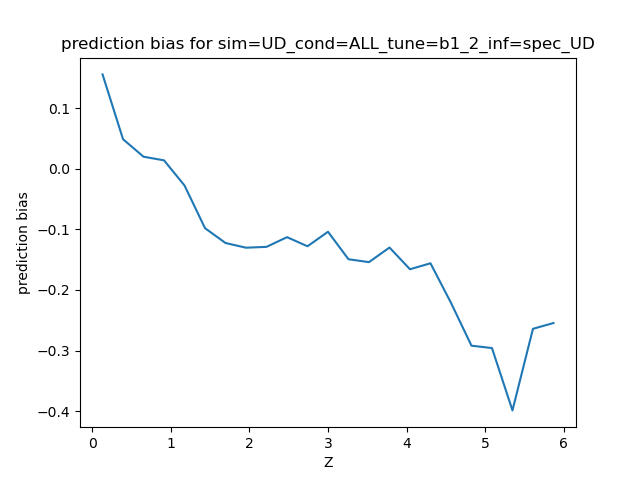 prediction bias for sim=UD_cond=ALL_tune=b1_2_inf=spec_UD
0.1
0.0
−0.1
−0.2
−0.3
−0.4
prediction bias
0 1 2 3 4 5 6
Z